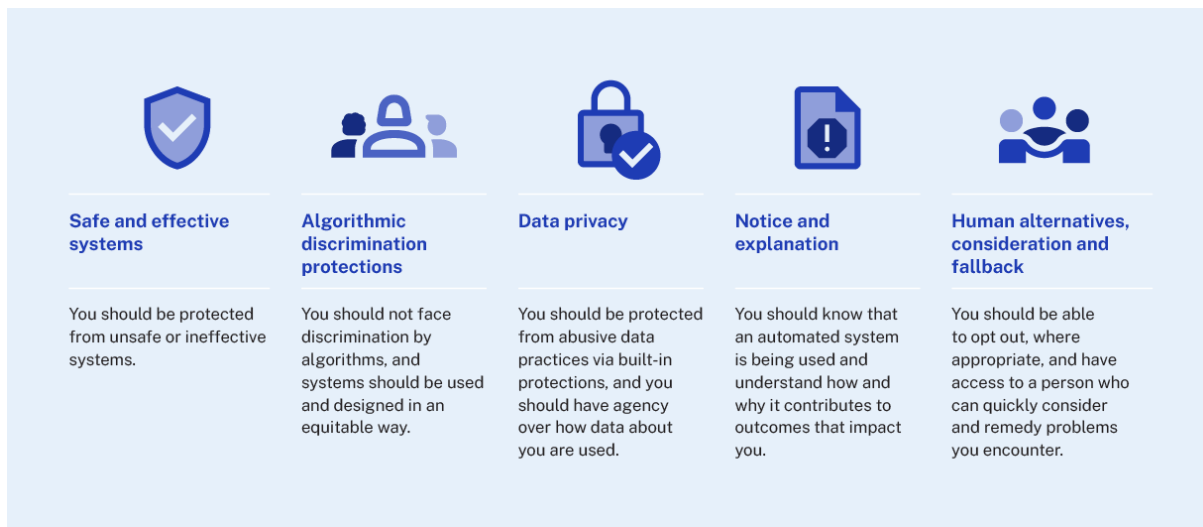 Safe and effective
systems
You should be protected
from unsafe or ineffective
systems.
Algorithmic
discrimination
protections
You should not face
discrimination by
algorithms, and
systems should be used
and designed in an
equitable way.
Data privacy
You should be protected
from abusive data
practices via built-in
protections, and you
should have agency
over how data about
you are used.
Notice and
explanation
You should know that
an automated system
is being used and
understand how and
why it contributes to
outcomes that impact
you.
Human alternatives,
consideration and
fallback
You should be able
to opt out, where
appropriate, and have
access to a person who
can quickly consider
and remedy problems
you encounter.